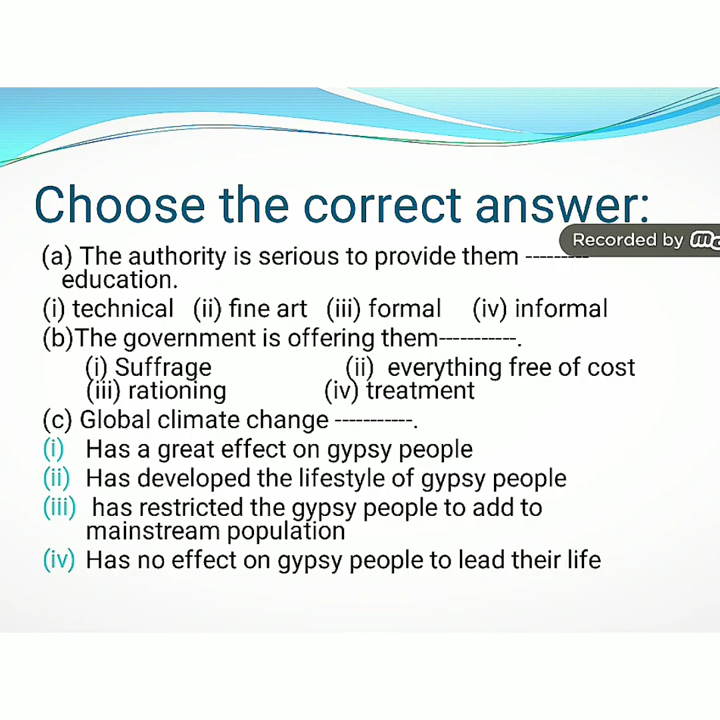 Choose the correct answer:
Recorded by
(a) The authority is serious to provide them ---------
education.
(i) technical (ii) fine art (iii) formal (iv) informal
(b)The government is offering them-----------.
(i) Suffrage (ii) everything free of cost
(iii) rationing (iv) treatment
(c) Global climate change -----------.
(i) Has a great effect on gypsy people
(ii) Has developed the lifestyle of gypsy people
(iii) has restricted the gypsy people to add to
mainstream population
(iv) Has no effect on gypsy people to lead their life